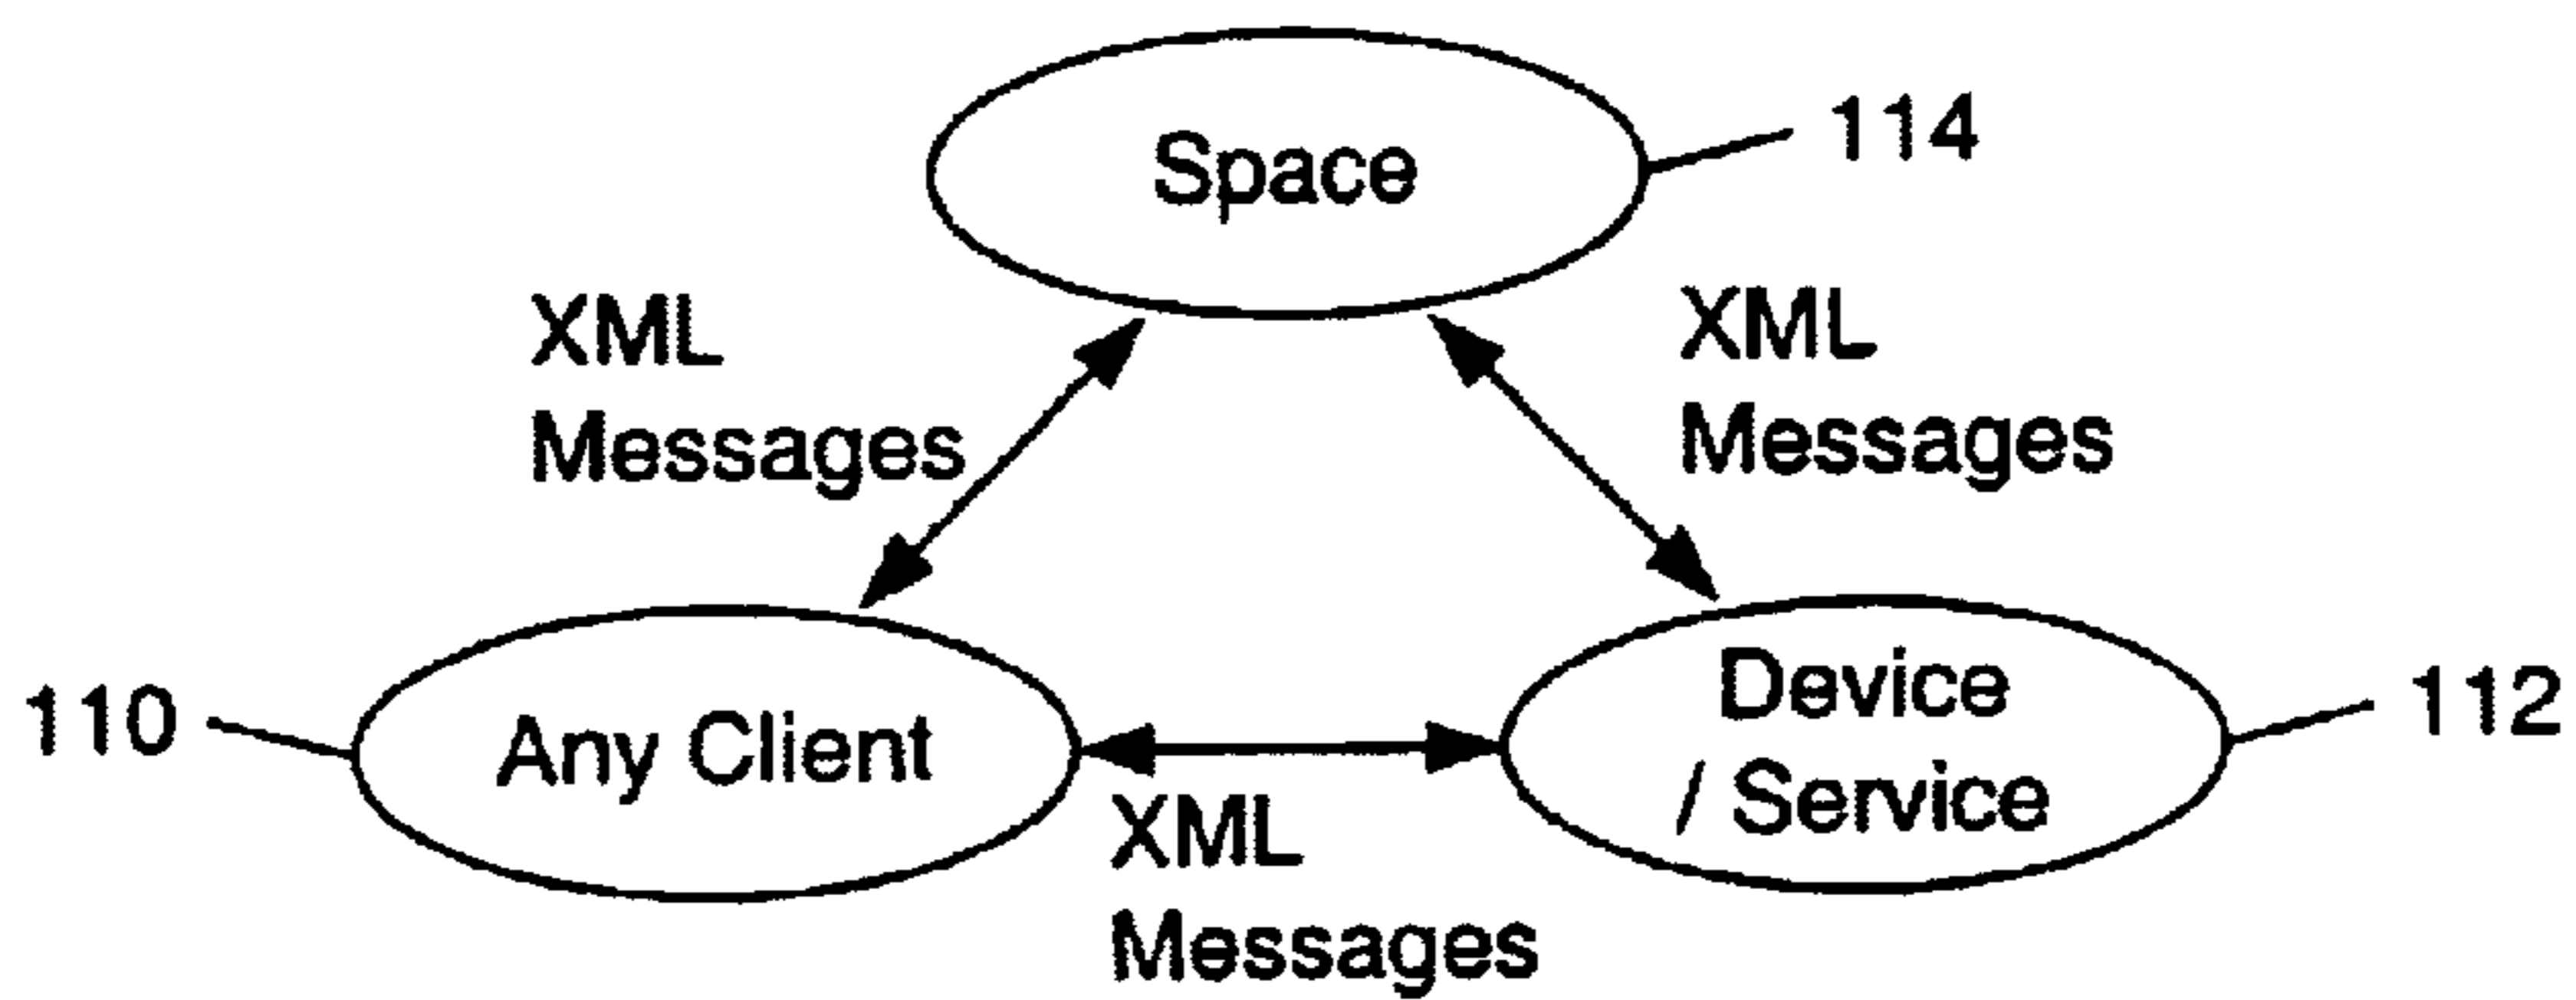 Space
114
XML
Messages
XML
Messages
110
Any Client
Device
/ Service
112
XML
Messages